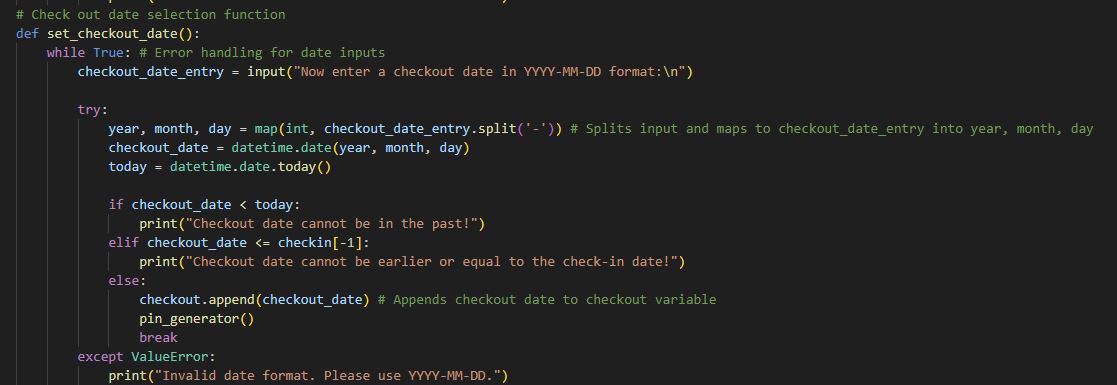 # Check out date selection function
def set_checkout_date():
while True: # Error handling for date inputs
checkout_date_entry = input("Now enter a checkout date in YYYY-MM-DD format:\n")
try:
year, month, day = map(int, checkout_date_entry.split('-')) # Splits input and maps to checkout_date_entry into year, month, day
checkout_date = datetime.date(year, month, day)
today = datetime.date.today()
if checkout_date < today:
print("Checkout date cannot be in the past!")
elif checkout_date <= checkin[-1]:
print("Checkout date cannot be earlier or equal to the check-in date!")
else:
checkout.append(checkout_date) # Appends checkout date to checkout variable
pin_generator()
break
except ValueError:
print("Invalid date format. Please use YYYY-MM-DD.")